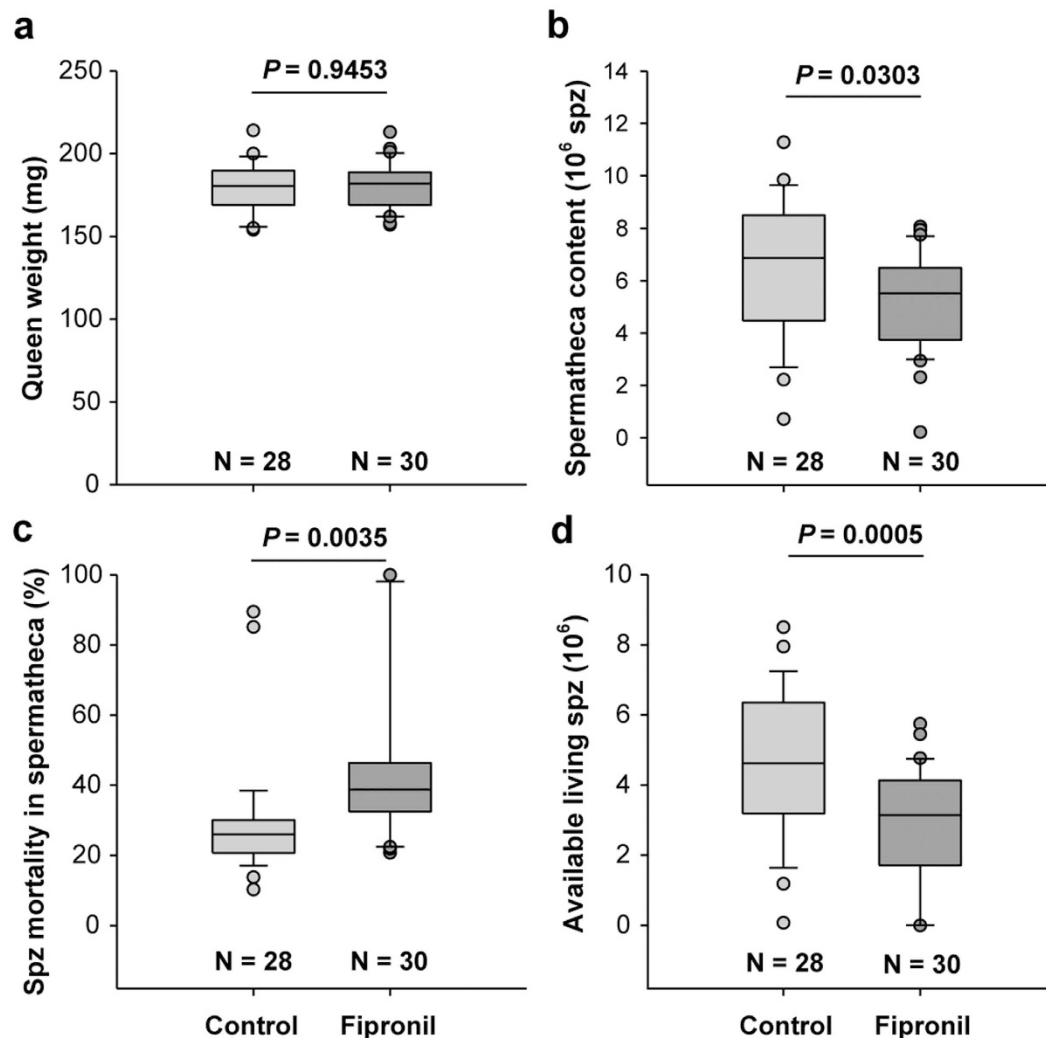 a
P = 0.9453
Queen weight (mg)
250
200
150
100
50
0
N = 28
N = 30
b
P = 0.0303
Spermatheca content (10⁶ spz)
14
12
10
8
6
4
2
0
N = 28
N = 30
c
P = 0.0035
Spz mortality in spermatheca (%)
100
80
60
40
20
0
N = 28
N = 30
Control
Fipronil
d
P = 0.0005
Available living spz (10⁶)
10
8
6
4
2
0
N = 28
N = 30
Control
Fipronil